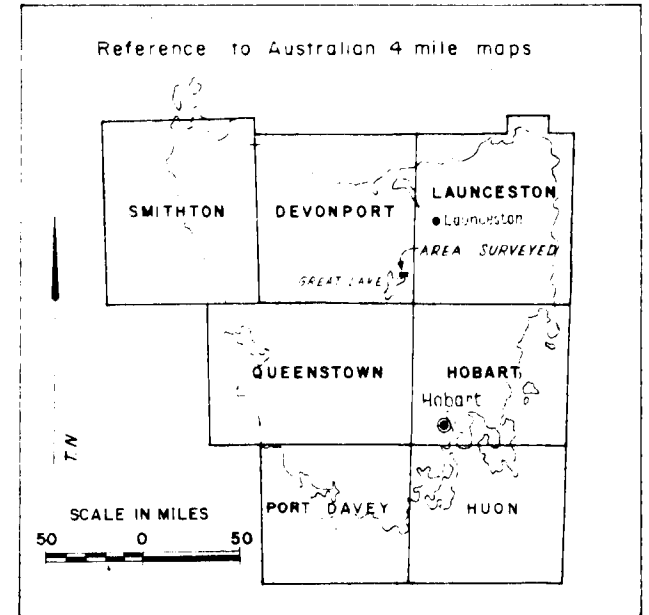 Reference to Australian 4 mile maps
SMITHTON
DEVONPORT
LAUNCESTON
Launceston
AREA SURVEYED
GREAT LAKE
QUEENSTOWN
HOBART
Hobart
T.N
SCALE IN MILES
50 0 50
PORT DAVEY
HUON